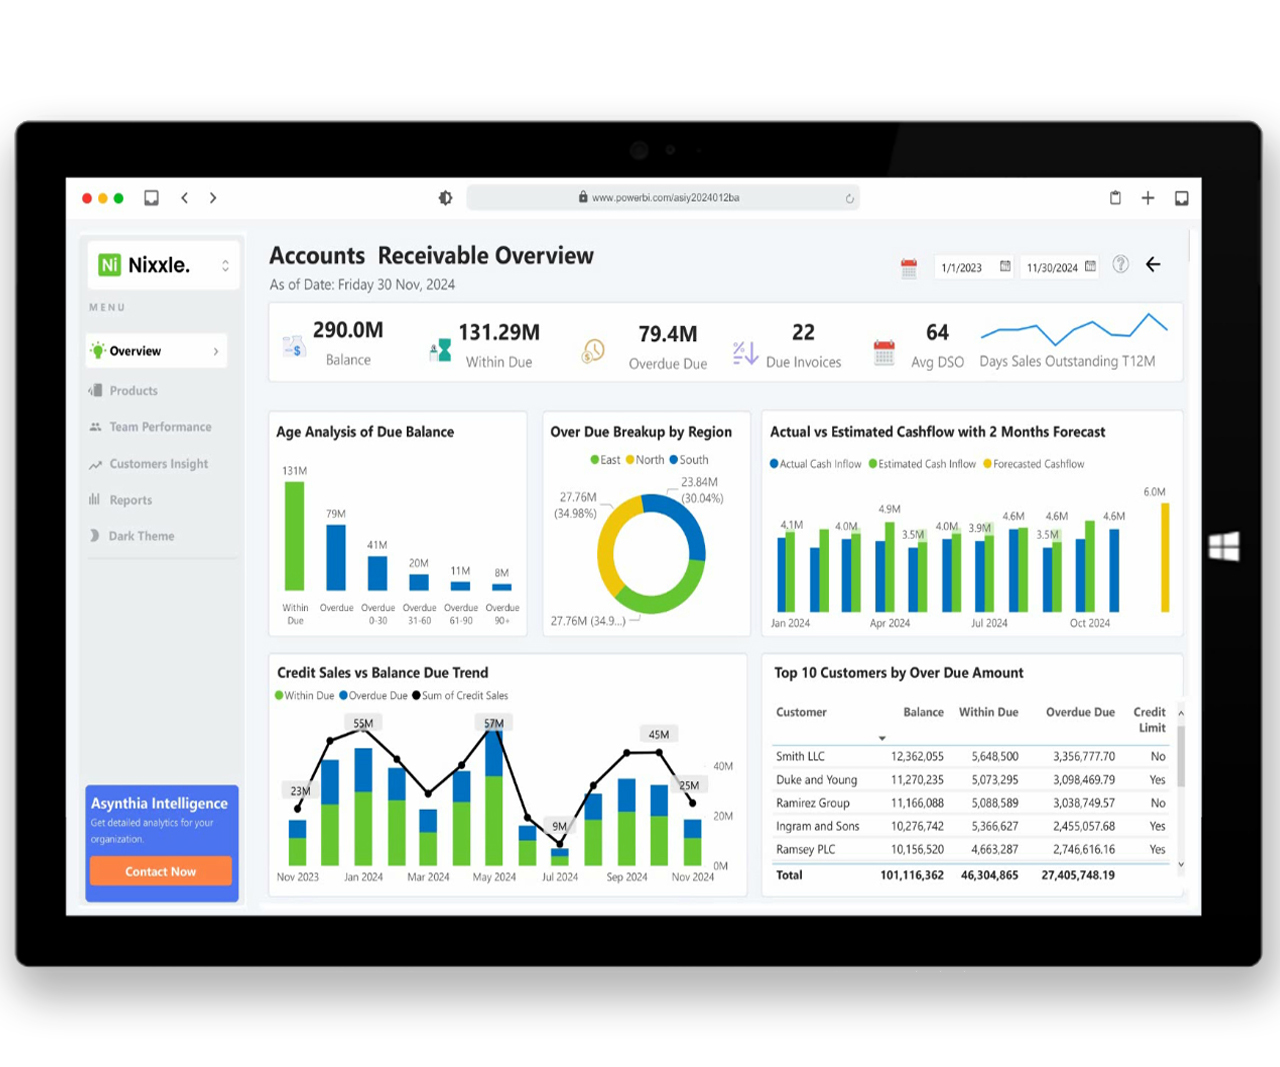 www.powerbi.com/asiy2024012ba
Ni Nixxle.
MENU
Overview
Products
Team Performance
Customers Insight
Reports
Dark Theme
Asynthia Intelligence
Get detailed analytics for your
organization.
Contact Now
Accounts Receivable Overview
As of Date: Friday 30 Nov, 2024
1/1/2023 11/30/2024 ?
290.0M 131.29M 79.4M 22 64
Balance Within Due Overdue Due Due Invoices Avg DSO Days Sales Outstanding T12M
Age Analysis of Due Balance
131M
79M
41M
20M
11M
8M
Within Overdue Overdue Overdue Overdue Overdue
Due 0-30 31-60 61-90 90+
Over Due Breakup by Region
East North South
23.84M
(30.04%)
27.76M
(34.98%)
27.76M (34.9...)
Actual vs Estimated Cashflow with 2 Months Forecast
Actual Cash Inflow Estimated Cash Inflow Forecasted Cashflow
4.1M 4.0M 4.9M 3.5M 4.0M 3.9M 4.6M 3.5M 4.6M 4.6M 6.0M
Jan 2024 Apr 2024 Jul 2024 Oct 2024
Credit Sales vs Balance Due Trend
Within Due Overdue Due Sum of Credit Sales
23M 55M 57M 9M 45M 25M
40M
20M
0M
Nov 2023 Jan 2024 Mar 2024 May 2024 Jul 2024 Sep 2024 Nov 2024
Top 10 Customers by Over Due Amount
Customer Balance Within Due Overdue Due Credit
Limit
Smith LLC 12,362,055 5,648,500 3,356,777.70 No
Duke and Young 11,270,235 5,073,295 3,098,469.79 Yes
Ramirez Group 11,166,088 5,088,589 3,038,749.57 No
Ingram and Sons 10,276,742 5,366,627 2,455,057.68 Yes
Ramsey PLC 10,156,520 4,663,287 2,746,616.16 Yes
Total 101,116,362 46,304,865 27,405,748.19